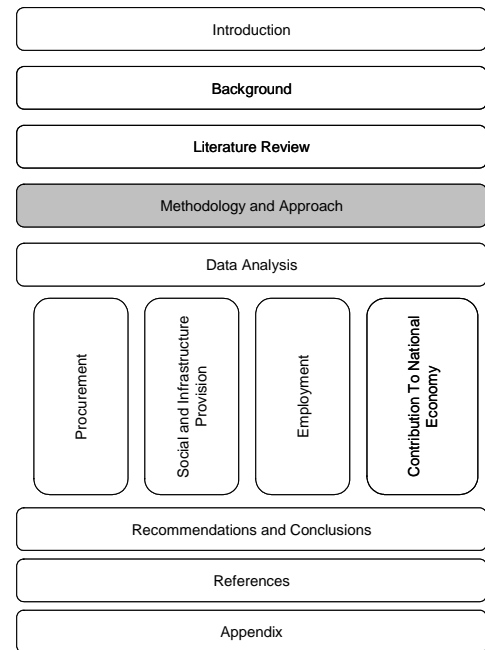 Introduction
Background
Literature Review
Methodology and Approach
Data Analysis
Procurement
Social and Infrastructure
Provision
Employment
Contribution To National
Economy
Recommendations and Conclusions
References
Appendix